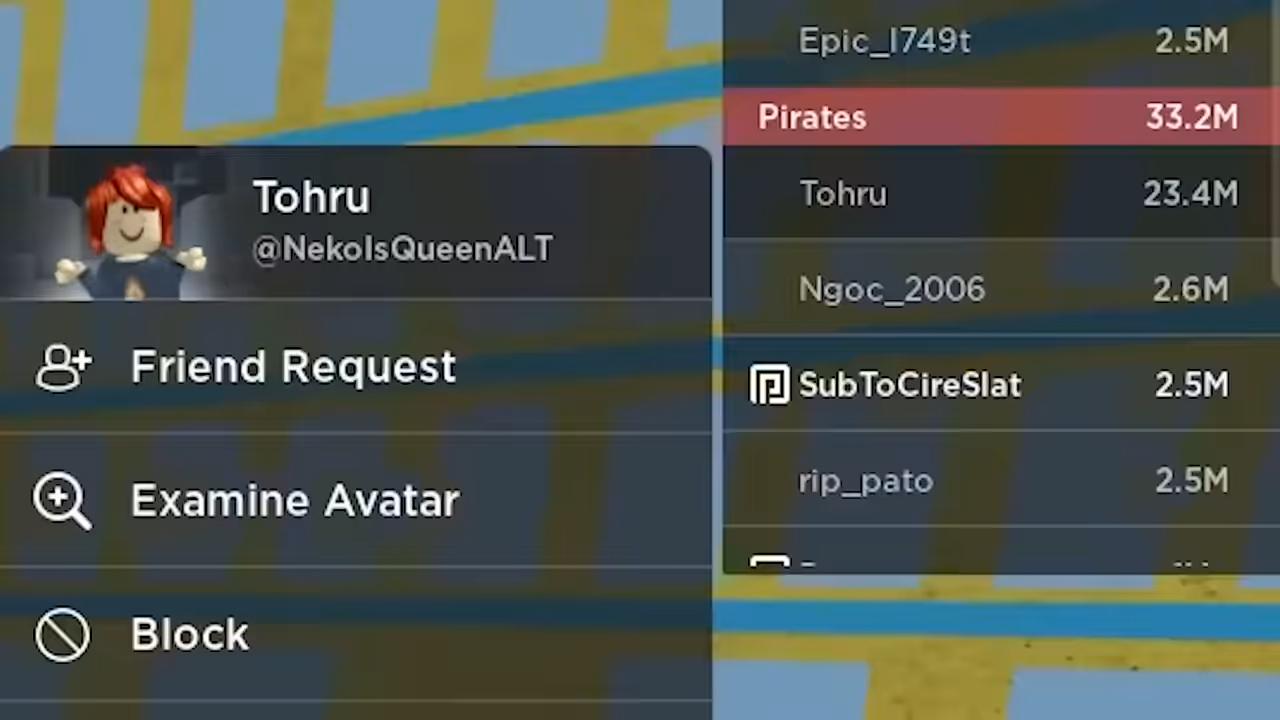 Tohru
@NekoIsQueenALT
Friend Request
Examine Avatar
Block
Epic_l749t 2.5M
Pirates 33.2M
Tohru 23.4M
Ngoc_2006 2.6M
SubToCireSlat 2.5M
rip_pato 2.5M